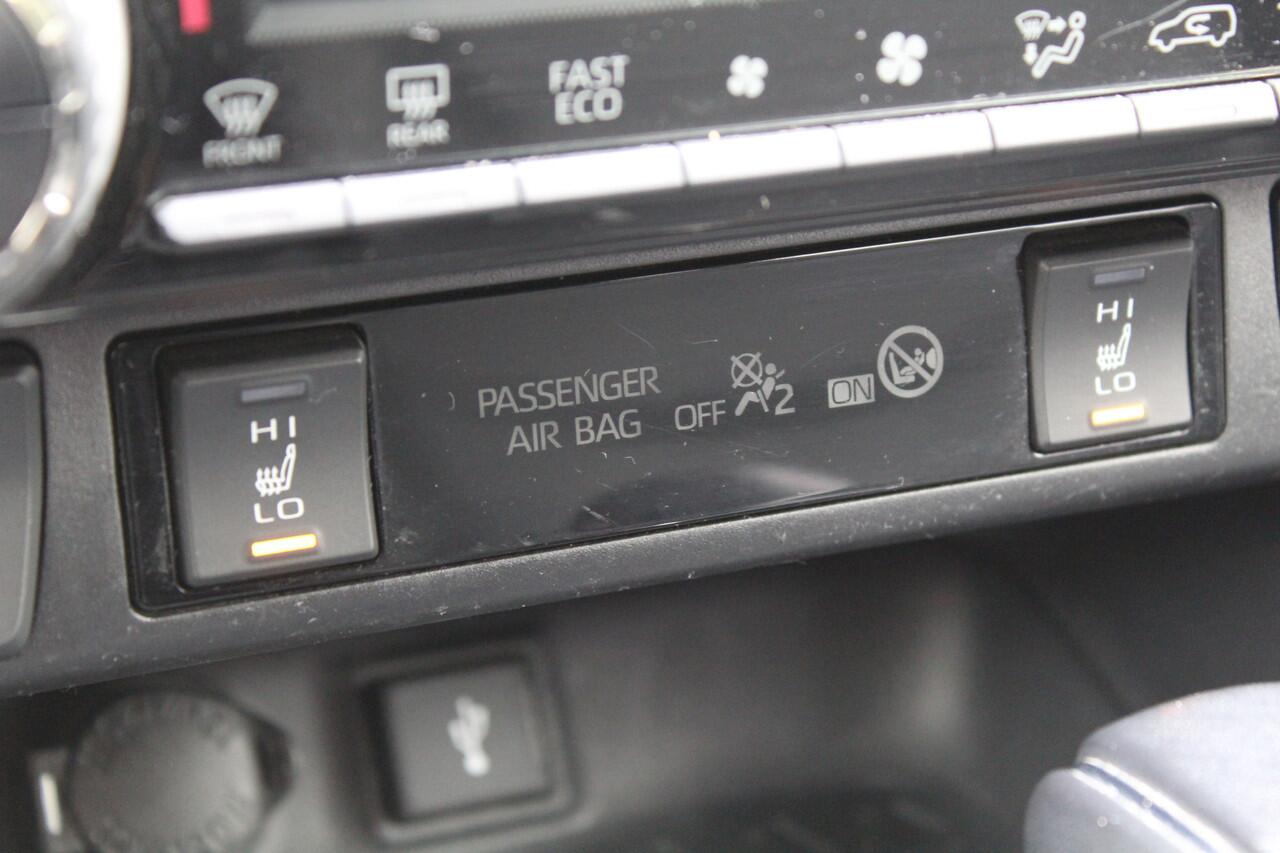 FRONT
REAR
FAST
ECO
HI
LO
PASSENGER
AIR BAG
OFF
2
ON
HI
LO